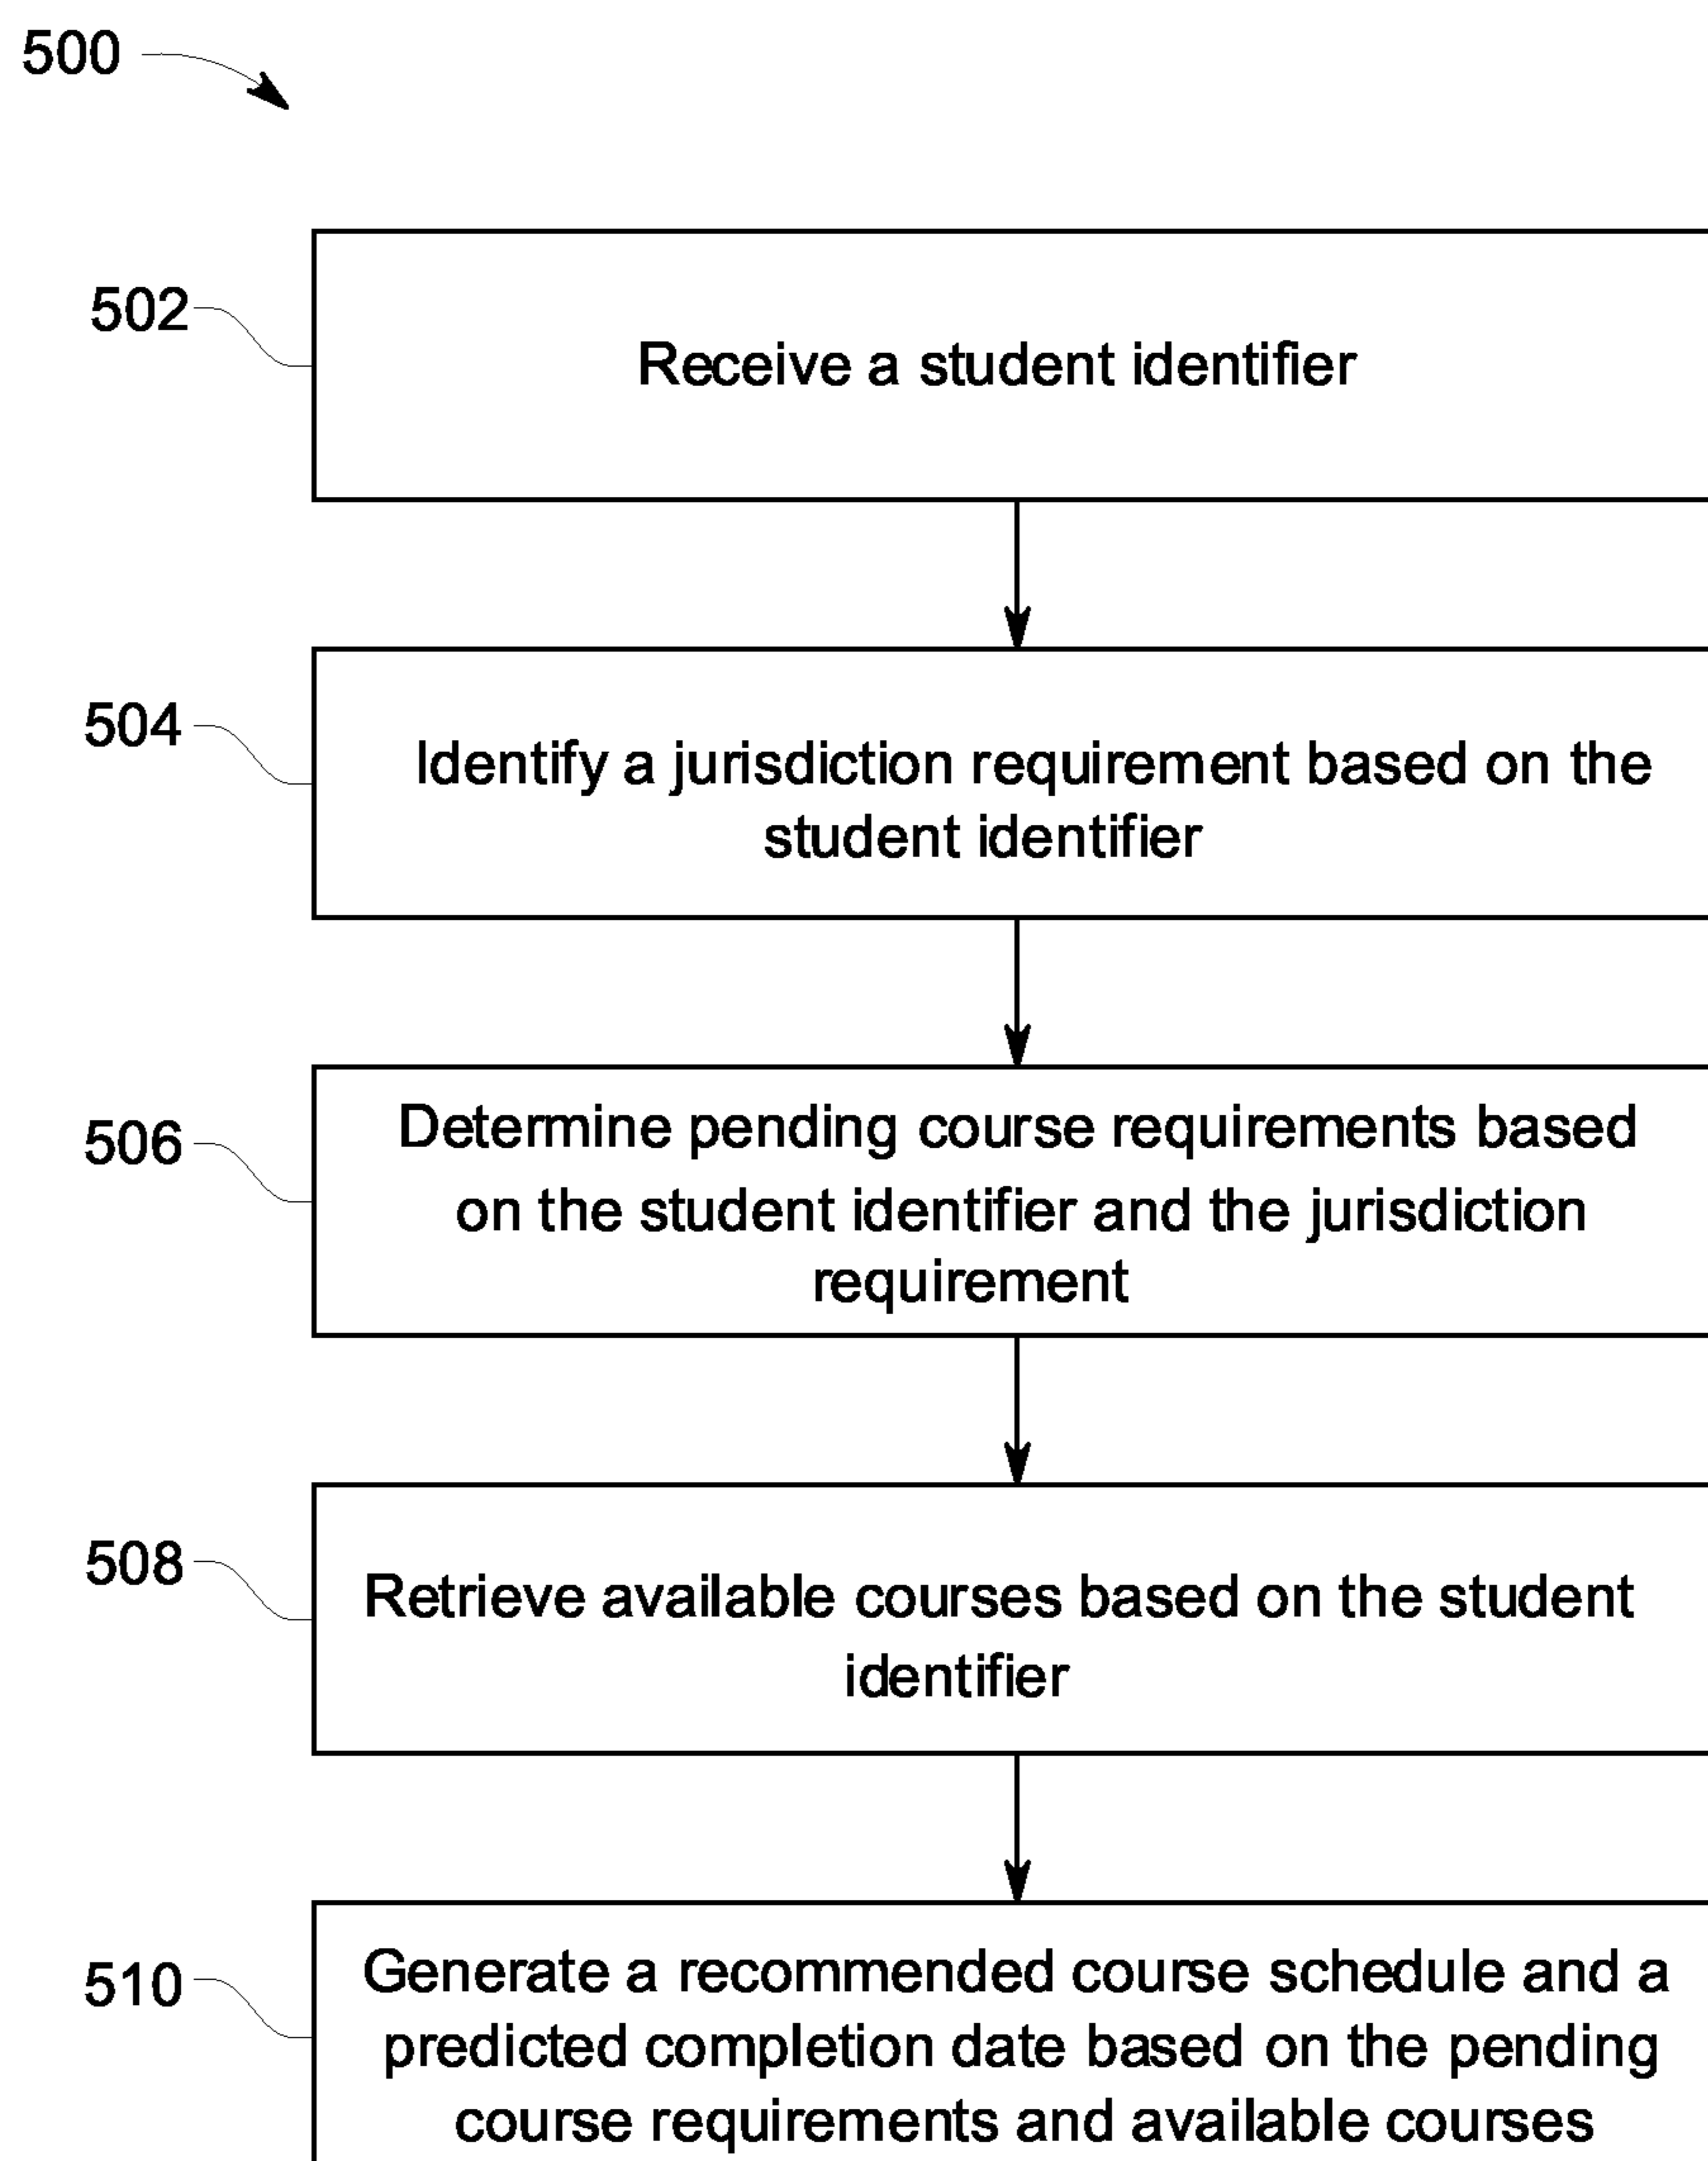 500
502
Receive a student identifier
504
Identify a jurisdiction requirement based on the
student identifier
506
Determine pending course requirements based
on the student identifier and the jurisdiction
requirement
508
Retrieve available courses based on the student
identifier
510
Generate a recommended course schedule and a
predicted completion date based on the pending
course requirements and available courses